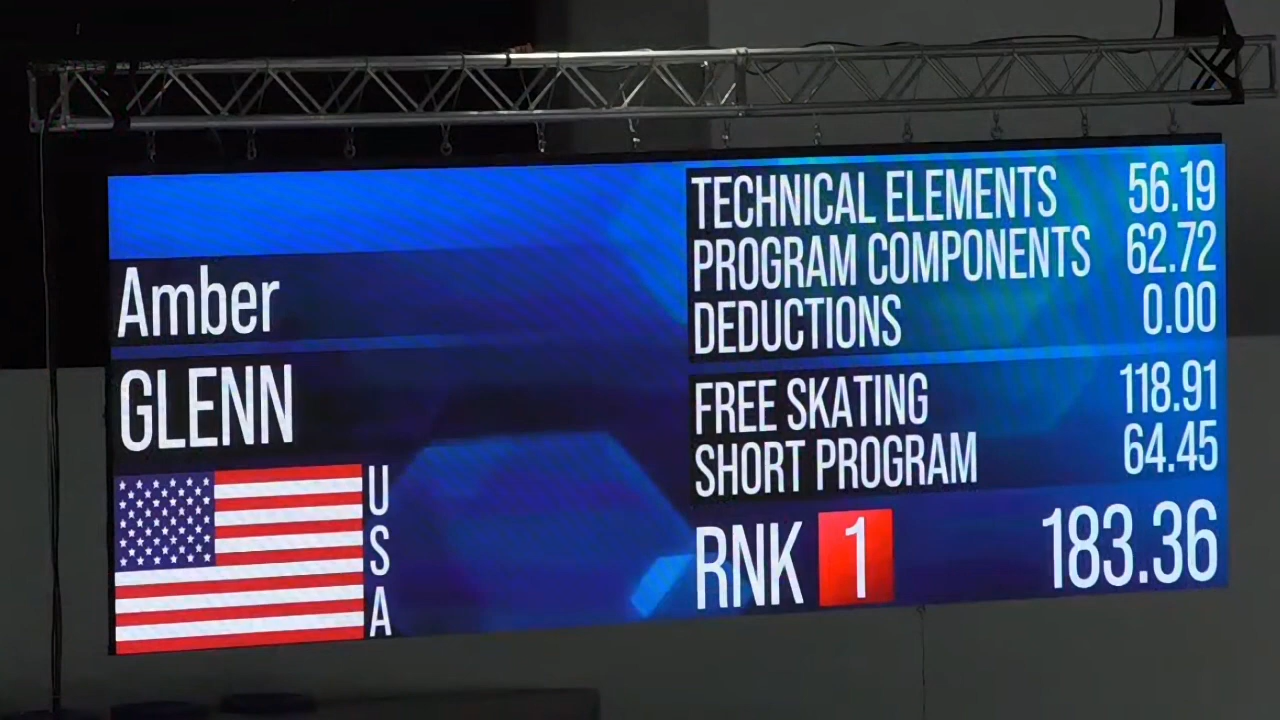 Amber
GLENN
USA
TECHNICAL ELEMENTS 56.19
PROGRAM COMPONENTS 62.72
DEDUCTIONS 0.00
FREE SKATING 118.91
SHORT PROGRAM 64.45
RNK 1 183.36